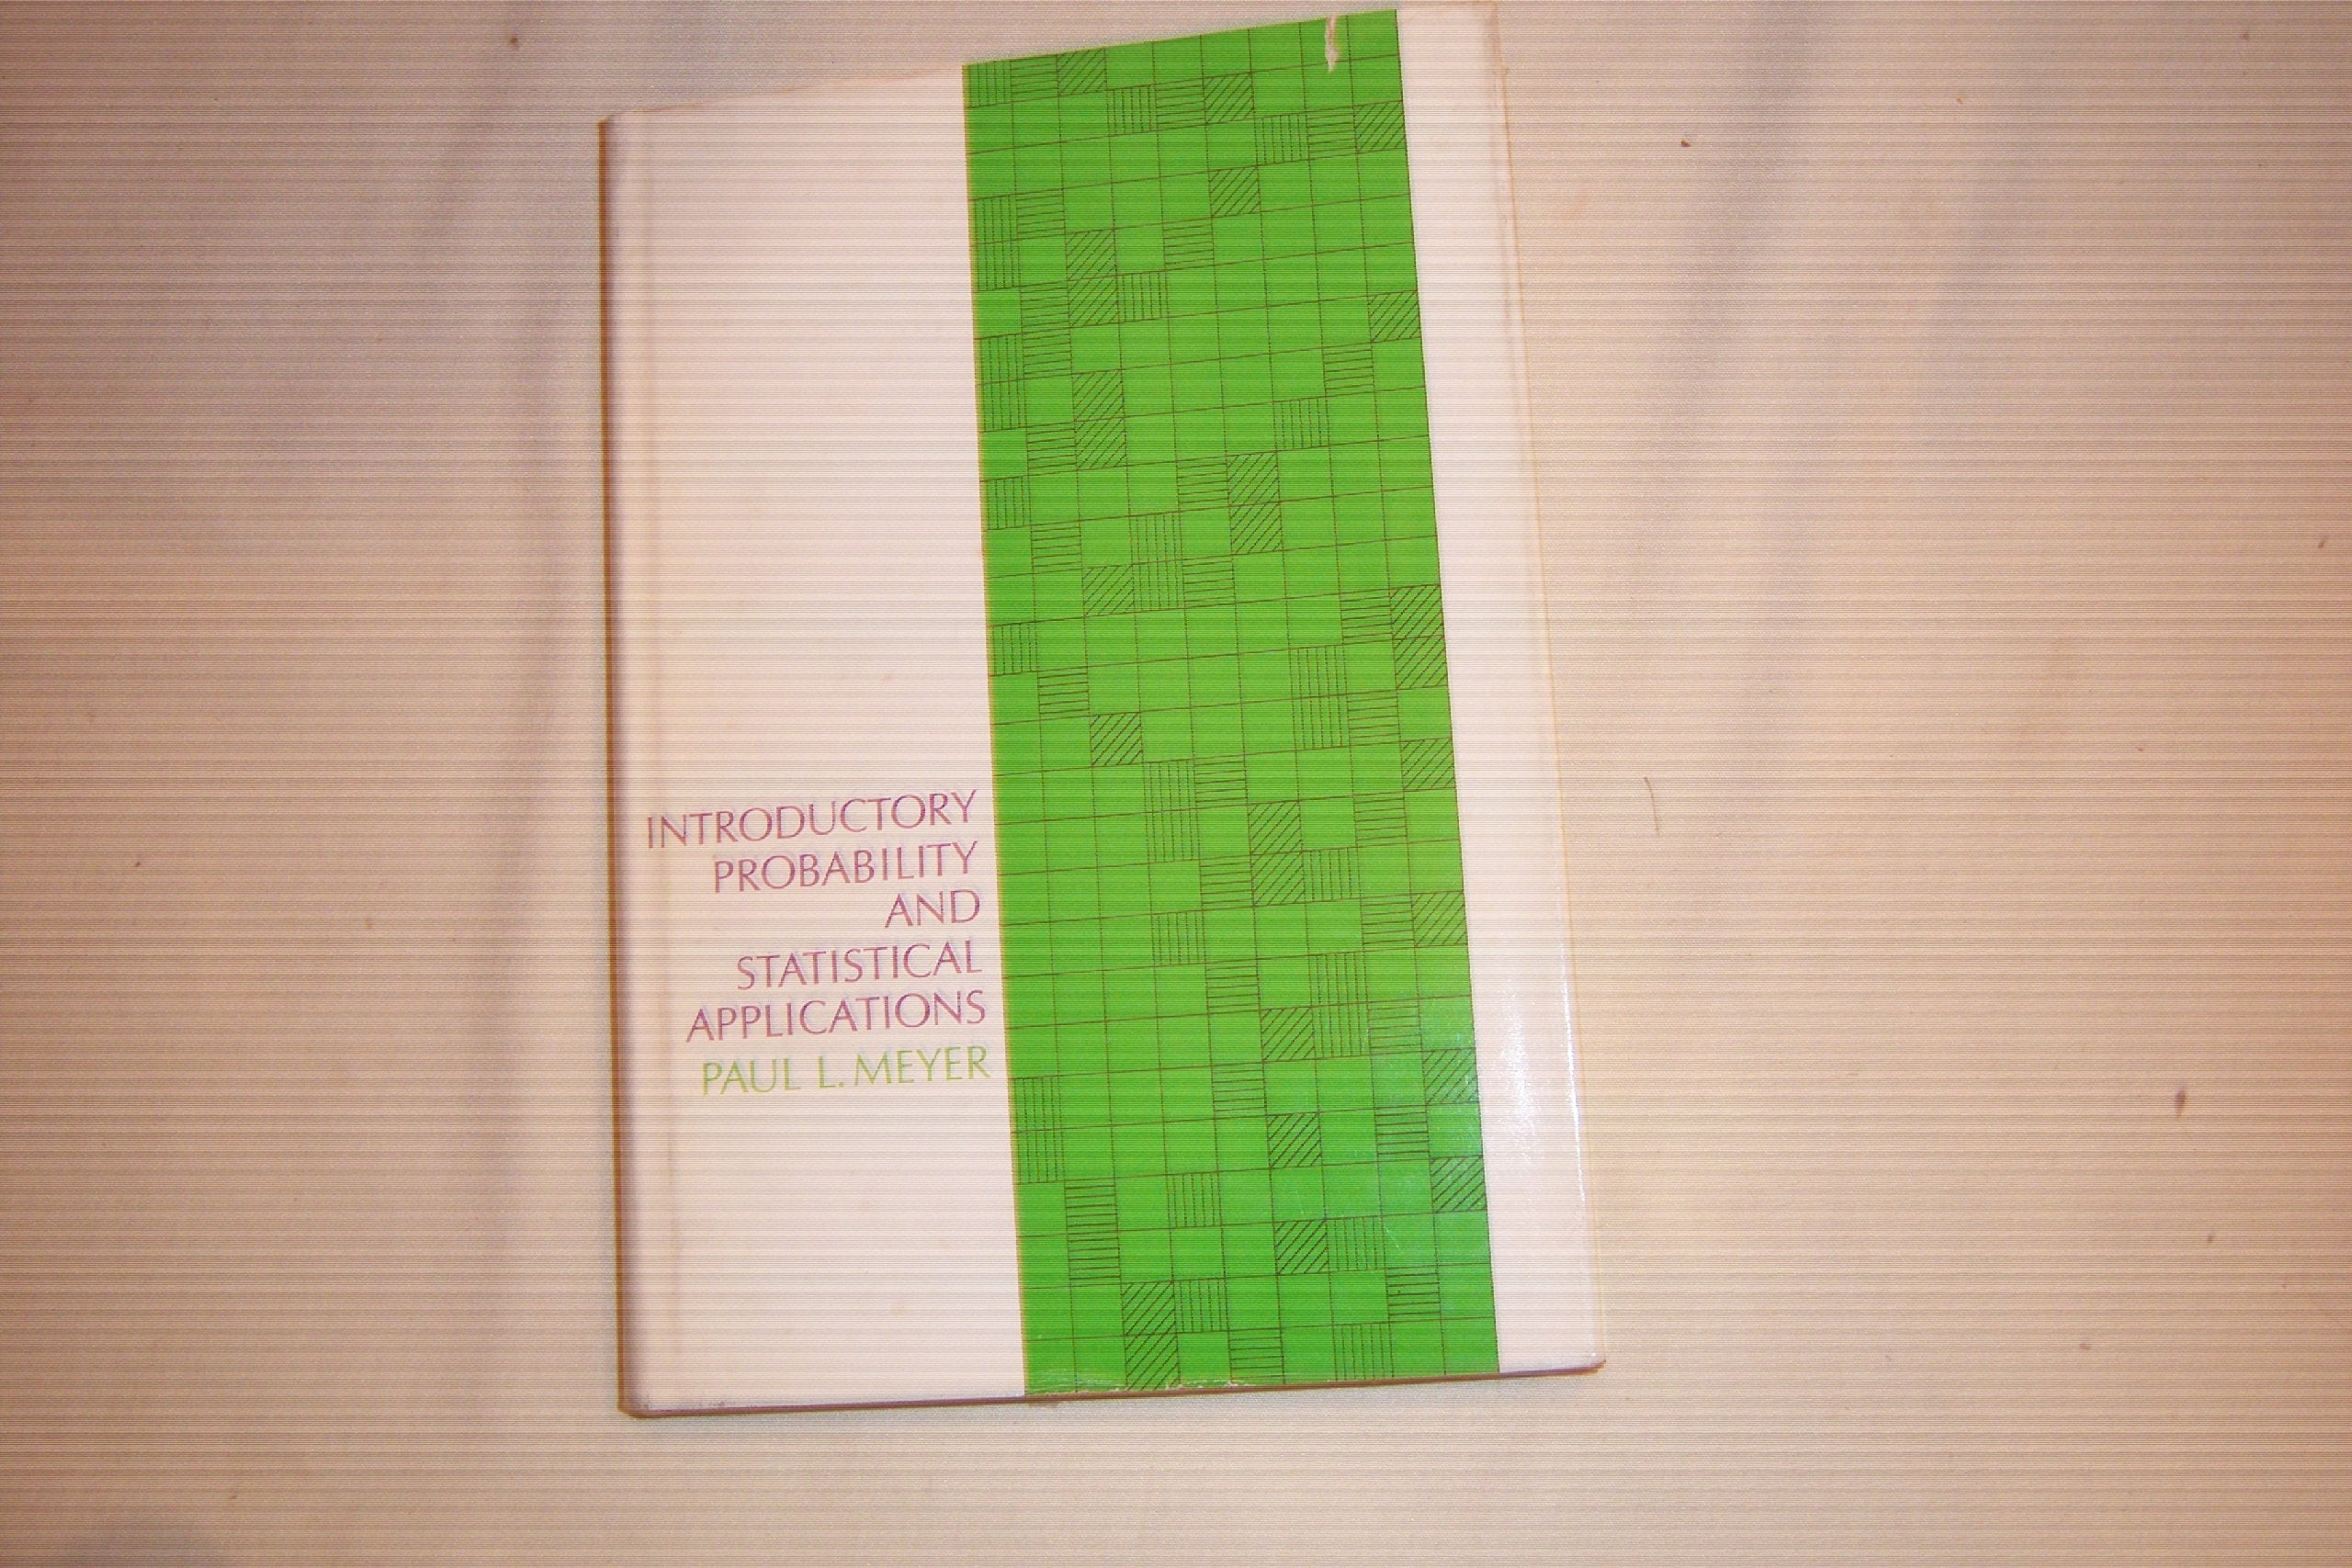 INTRODUCTORY
PROBABILITY
AND
STATISTICAL
APPLICATIONS
PAUL L. MEYER